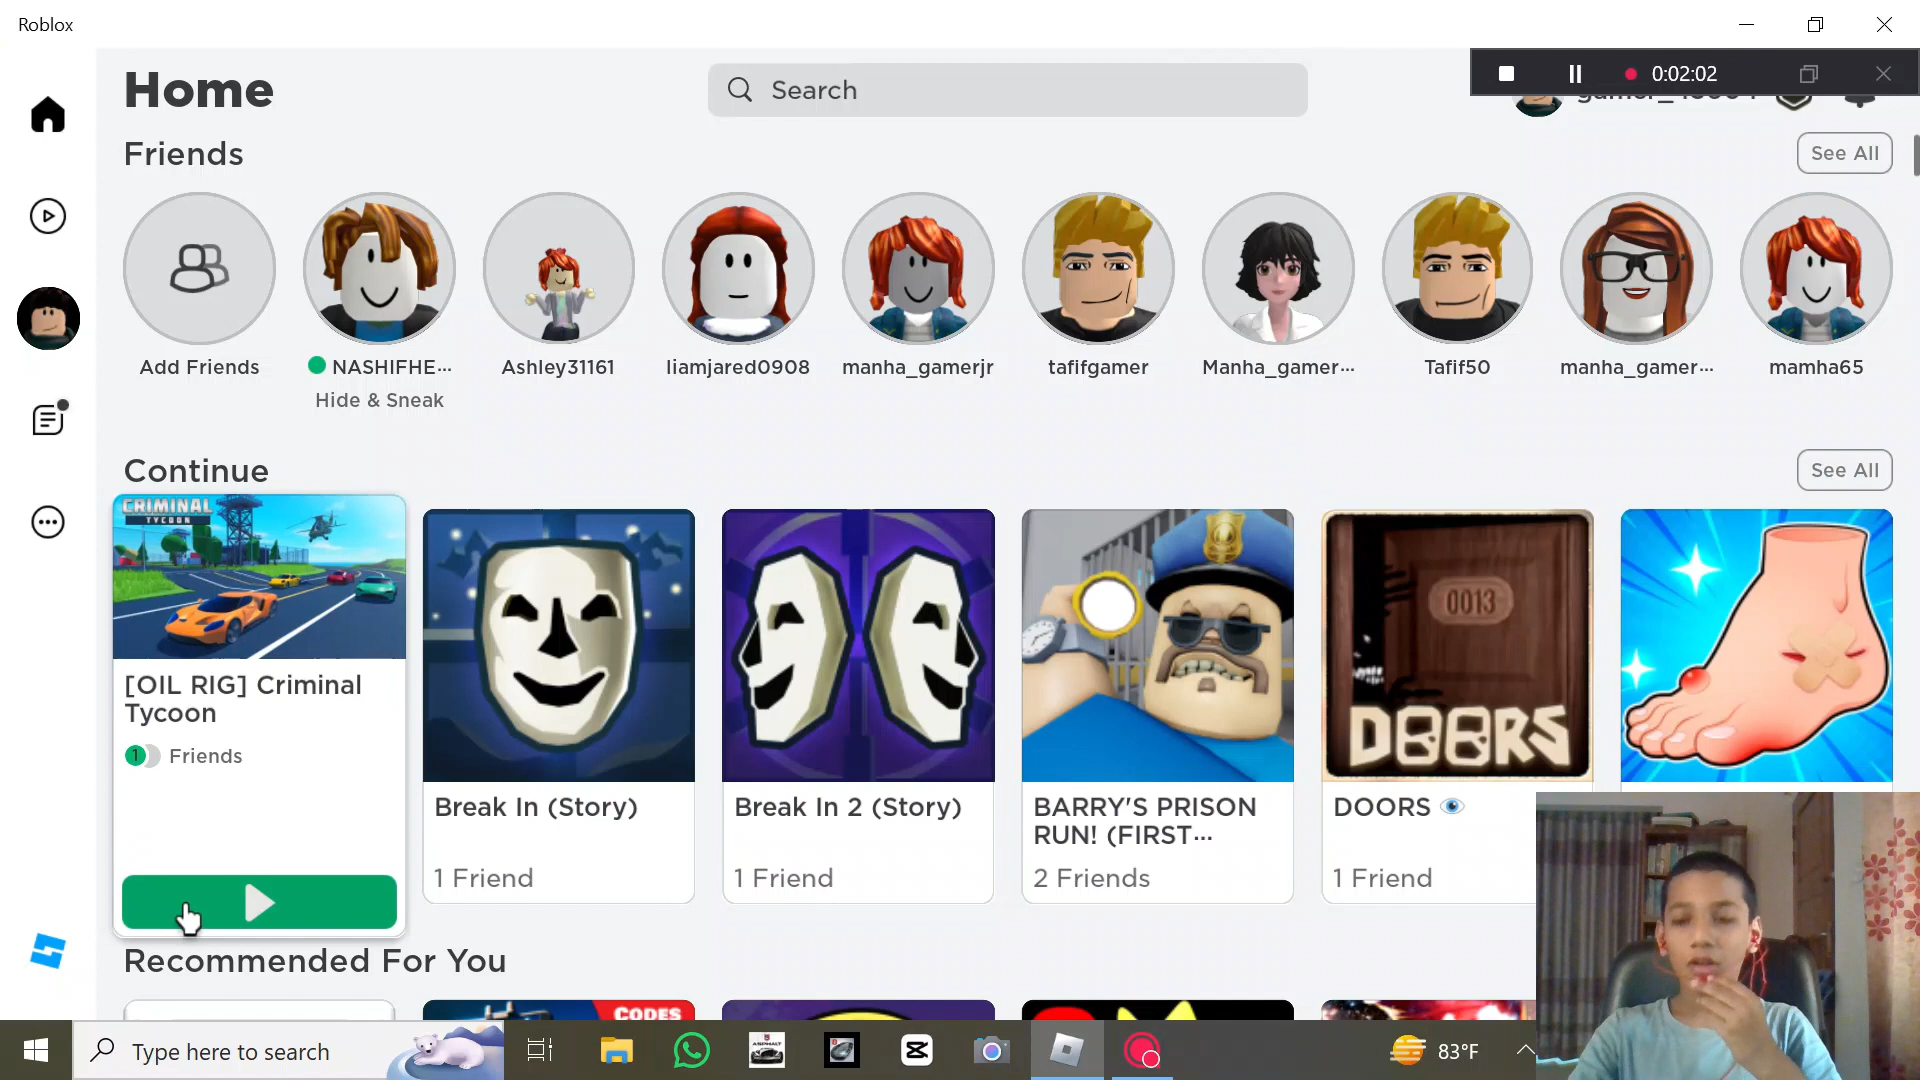 Roblox
0:02:02
Home
Search
Friends
See All
Add Friends
NASHIFHE...
Ashley31161
liamjared0908
manha_gamerjr
tafifgamer
Manha_gamer...
Tafif50
manha_gamer...
mamha65
Hide & Sneak
Continue
See All
CRIMINAL
TYCOON
0013
DOORS
[OIL RIG] Criminal
Tycoon
1 Friends
Break In (Story)
1 Friend
Break In 2 (Story)
1 Friend
BARRY'S PRISON
RUN! (FIRST...
2 Friends
DOORS
1 Friend
Recommended For You
CODES
Type here to search
ASPHALT
83°F